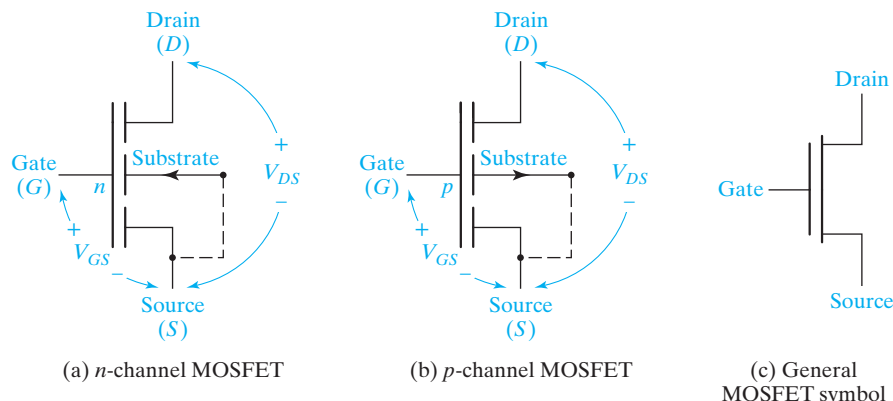 Drain
(D)
Gate
(G)
n
Substrate
+
V_DS
−
+
V_GS
−
Source
(S)
(a) n-channel MOSFET
Drain
(D)
Gate
(G)
p
Substrate
+
V_DS
−
+
V_GS
−
Source
(S)
(b) p-channel MOSFET
Drain
Gate
Source
(c) General
MOSFET symbol